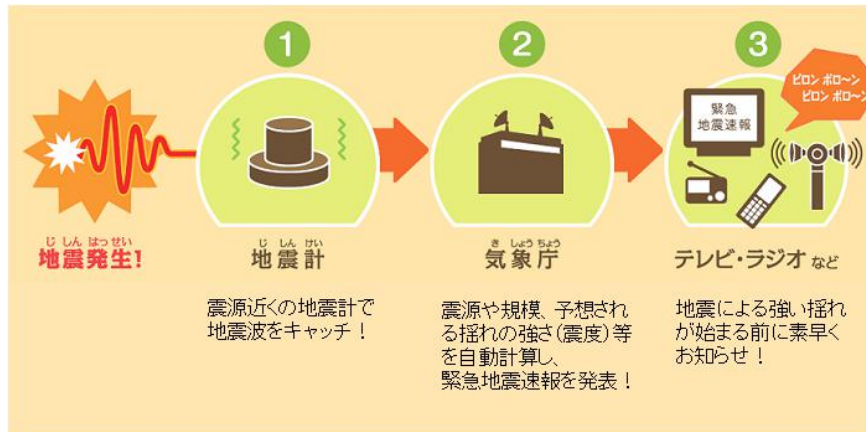 1
2
3
ピロン ポロ〜ン
ピロン ポロ〜ン
緊急
地震速報
じ しん はっ せい
地震発生!
じ しん けい
地震計
き しょう ちょう
気象庁
テレビ・ラジオ など
震源近くの地震計で
地震波をキャッチ！
震源や規模、予想され
る揺れの強さ(震度)等
を自動計算し、
緊急地震速報を発表！
地震による強い揺れ
が始まる前に素早く
お知らせ！